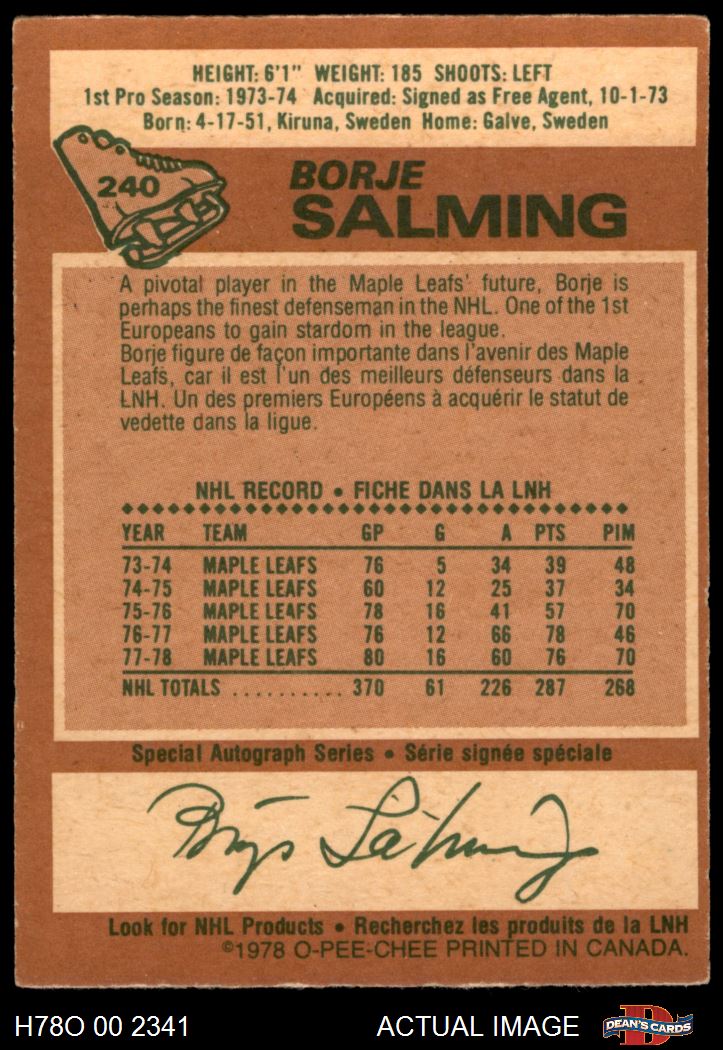 HEIGHT: 6'1" WEIGHT: 185 SHOOTS: LEFT
1st Pro Season: 1973-74 Acquired: Signed as Free Agent, 10-1-73
Born: 4-17-51, Kiruna, Sweden Home: Galve, Sweden
240
BORJE
SALMING
A pivotal player in the Maple Leafs' future, Borje is
perhaps the finest defenseman in the NHL. One of the 1st
Europeans to gain stardom in the league.
Borje figure de façon importante dans l'avenir des Maple
Leafs, car il est l'un des meilleurs défenseurs dans la
LNH. Un des premiers Européens à acquérir le statut de
vedette dans la ligue.
NHL RECORD • FICHE DANS LA LNH
YEAR TEAM GP G A PTS PIM
73-74 MAPLE LEAFS 76 5 34 39 48
74-75 MAPLE LEAFS 60 12 25 37 34
75-76 MAPLE LEAFS 78 16 41 57 70
76-77 MAPLE LEAFS 76 12 66 78 46
77-78 MAPLE LEAFS 80 16 60 76 70
NHL TOTALS .......... 370 61 226 287 268
Special Autograph Series • Série signée spéciale
Börje Salming
Look for NHL Products • Recherchez les produits de la LNH
©1978 O-PEE-CHEE PRINTED IN CANADA.
H78O 00 2341 ACTUAL IMAGE D DEAN'S CARDS